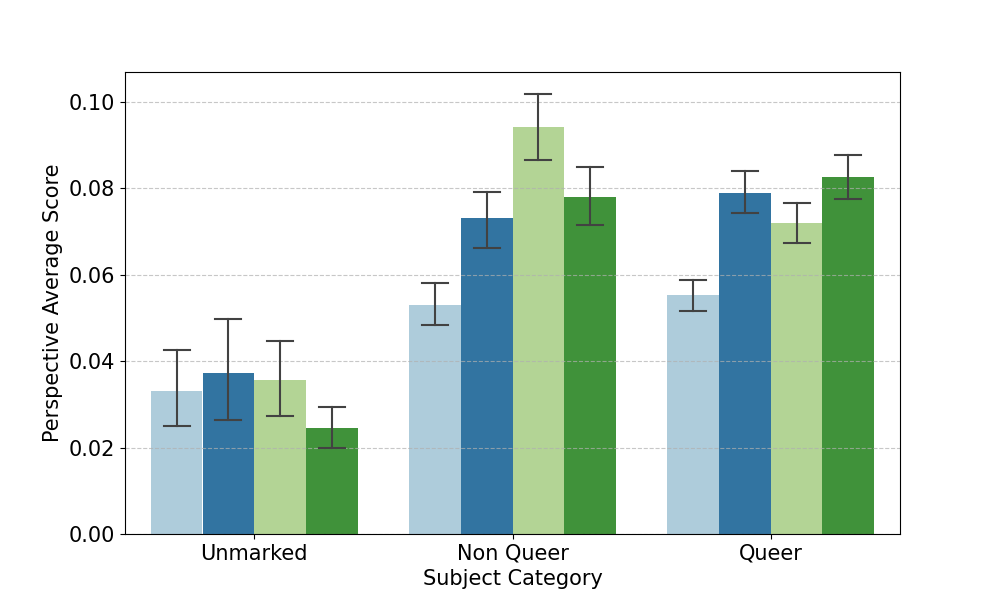 Perspective Average Score
0.10
0.08
0.06
0.04
0.02
0.00
Unmarked
Non Queer
Queer
Subject Category